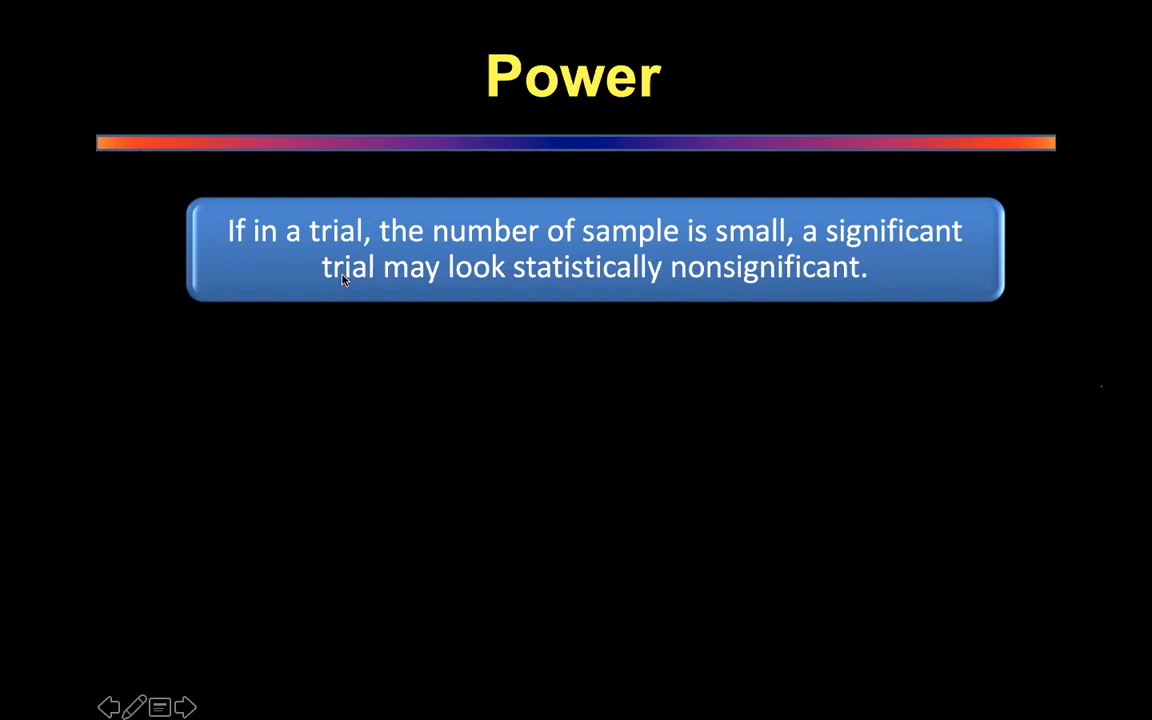 Power
If in a trial, the number of sample is small, a significant
trial may look statistically nonsignificant.